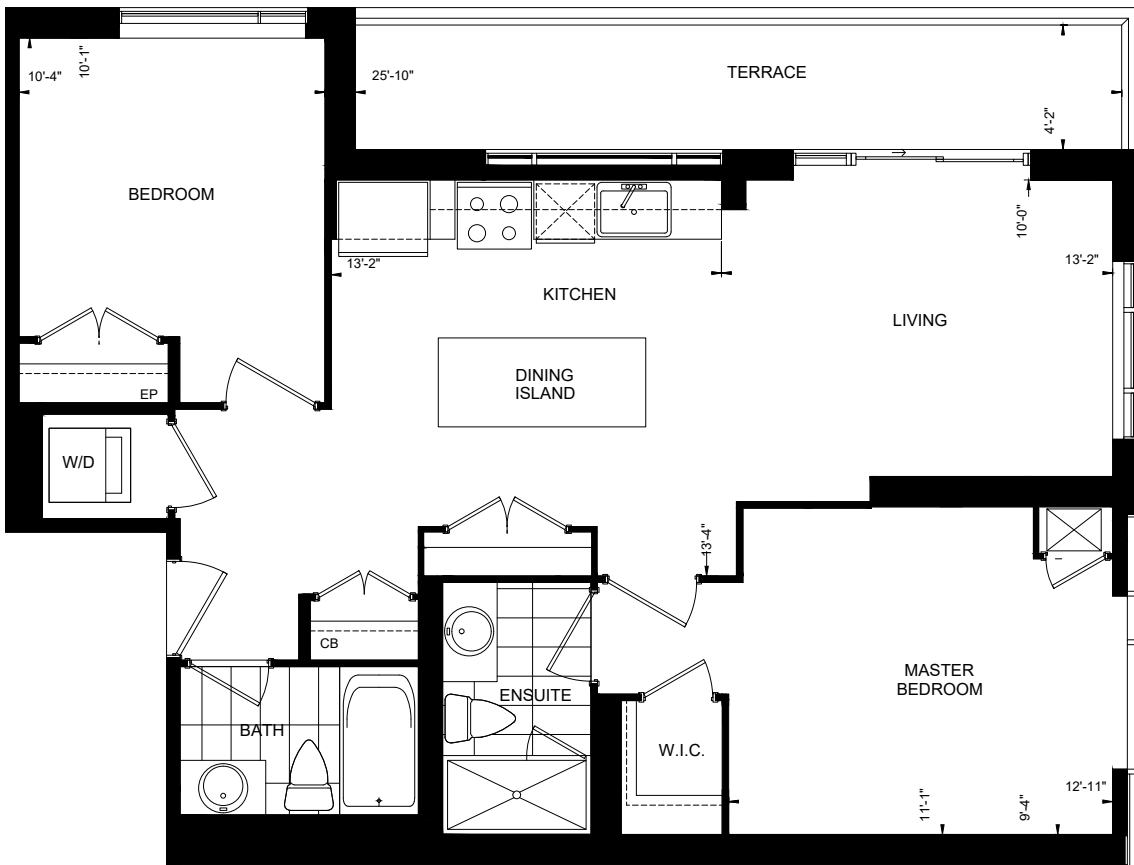 10'-4"
10'-1"
25'-10"
TERRACE
4'-2"
BEDROOM
10'-0"
13'-2"
13'-2"
KITCHEN
LIVING
DINING
ISLAND
EP
W/D
13'-4"
CB
MASTER
BEDROOM
ENSUITE
BATH
W.I.C.
12'-11"
11'-1"
9'-4"